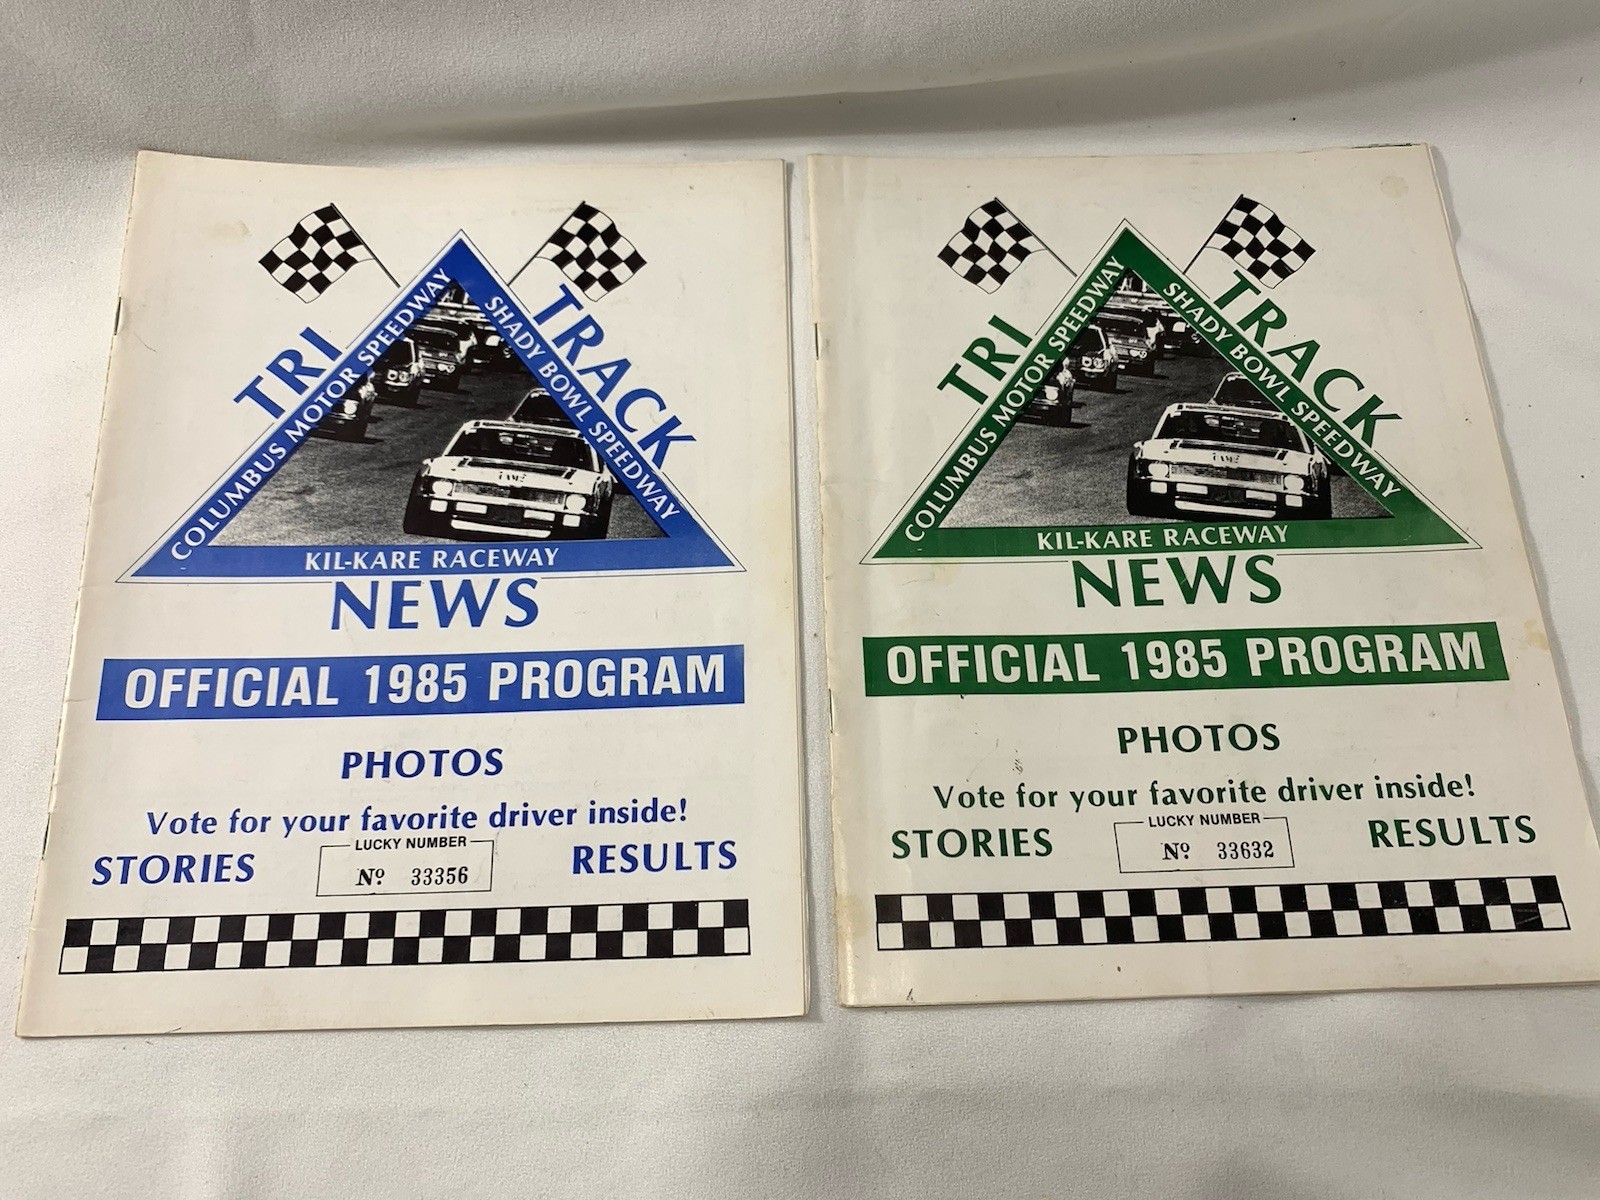 TRI TRACK
COLUMBUS MOTOR SPEEDWAY
SHADY BOWL SPEEDWAY
KIL-KARE RACEWAY
NEWS
OFFICIAL 1985 PROGRAM
PHOTOS
Vote for your favorite driver inside!
STORIES
LUCKY NUMBER
Nº 33356
RESULTS
TRI TRACK
COLUMBUS MOTOR SPEEDWAY
SHADY BOWL SPEEDWAY
KIL-KARE RACEWAY
NEWS
OFFICIAL 1985 PROGRAM
PHOTOS
Vote for your favorite driver inside!
STORIES
LUCKY NUMBER
Nº 33632
RESULTS